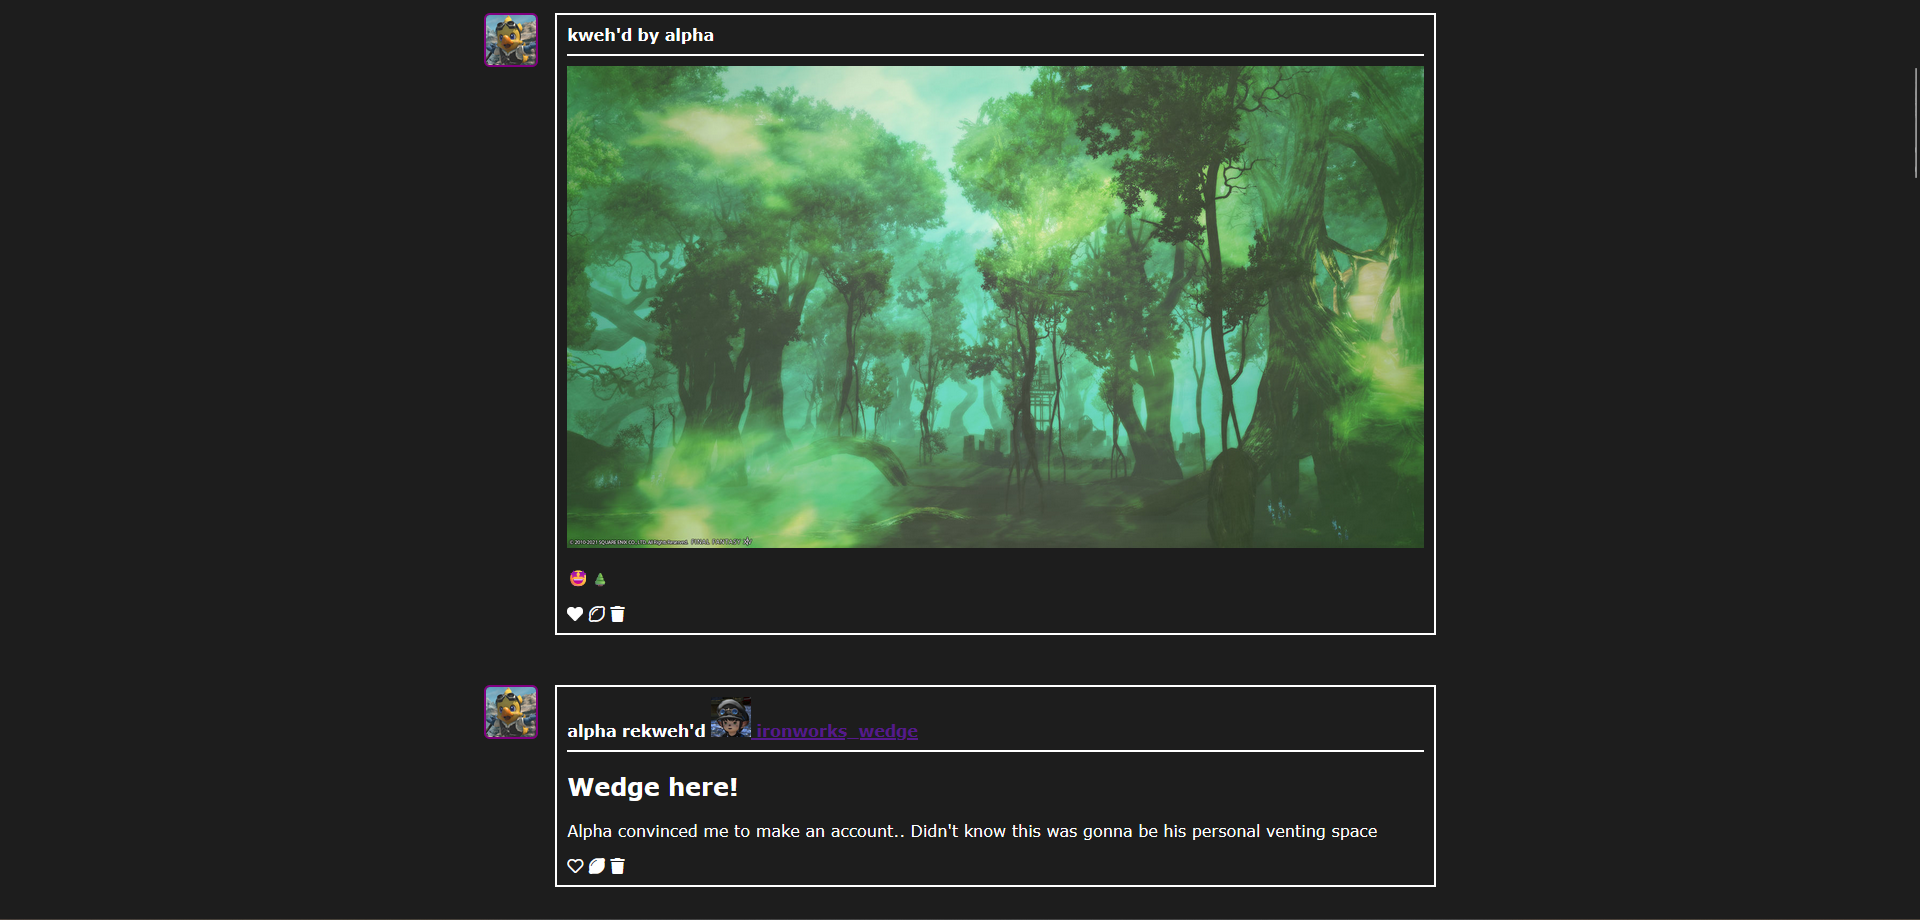 kweh'd by alpha
© 2010-2021 SQUARE ENIX CO., LTD. All Rights Reserved. FINAL FANTASY XIV
alpha rekweh'd ironworks_wedge
Wedge here!
Alpha convinced me to make an account.. Didn't know this was gonna be his personal venting space